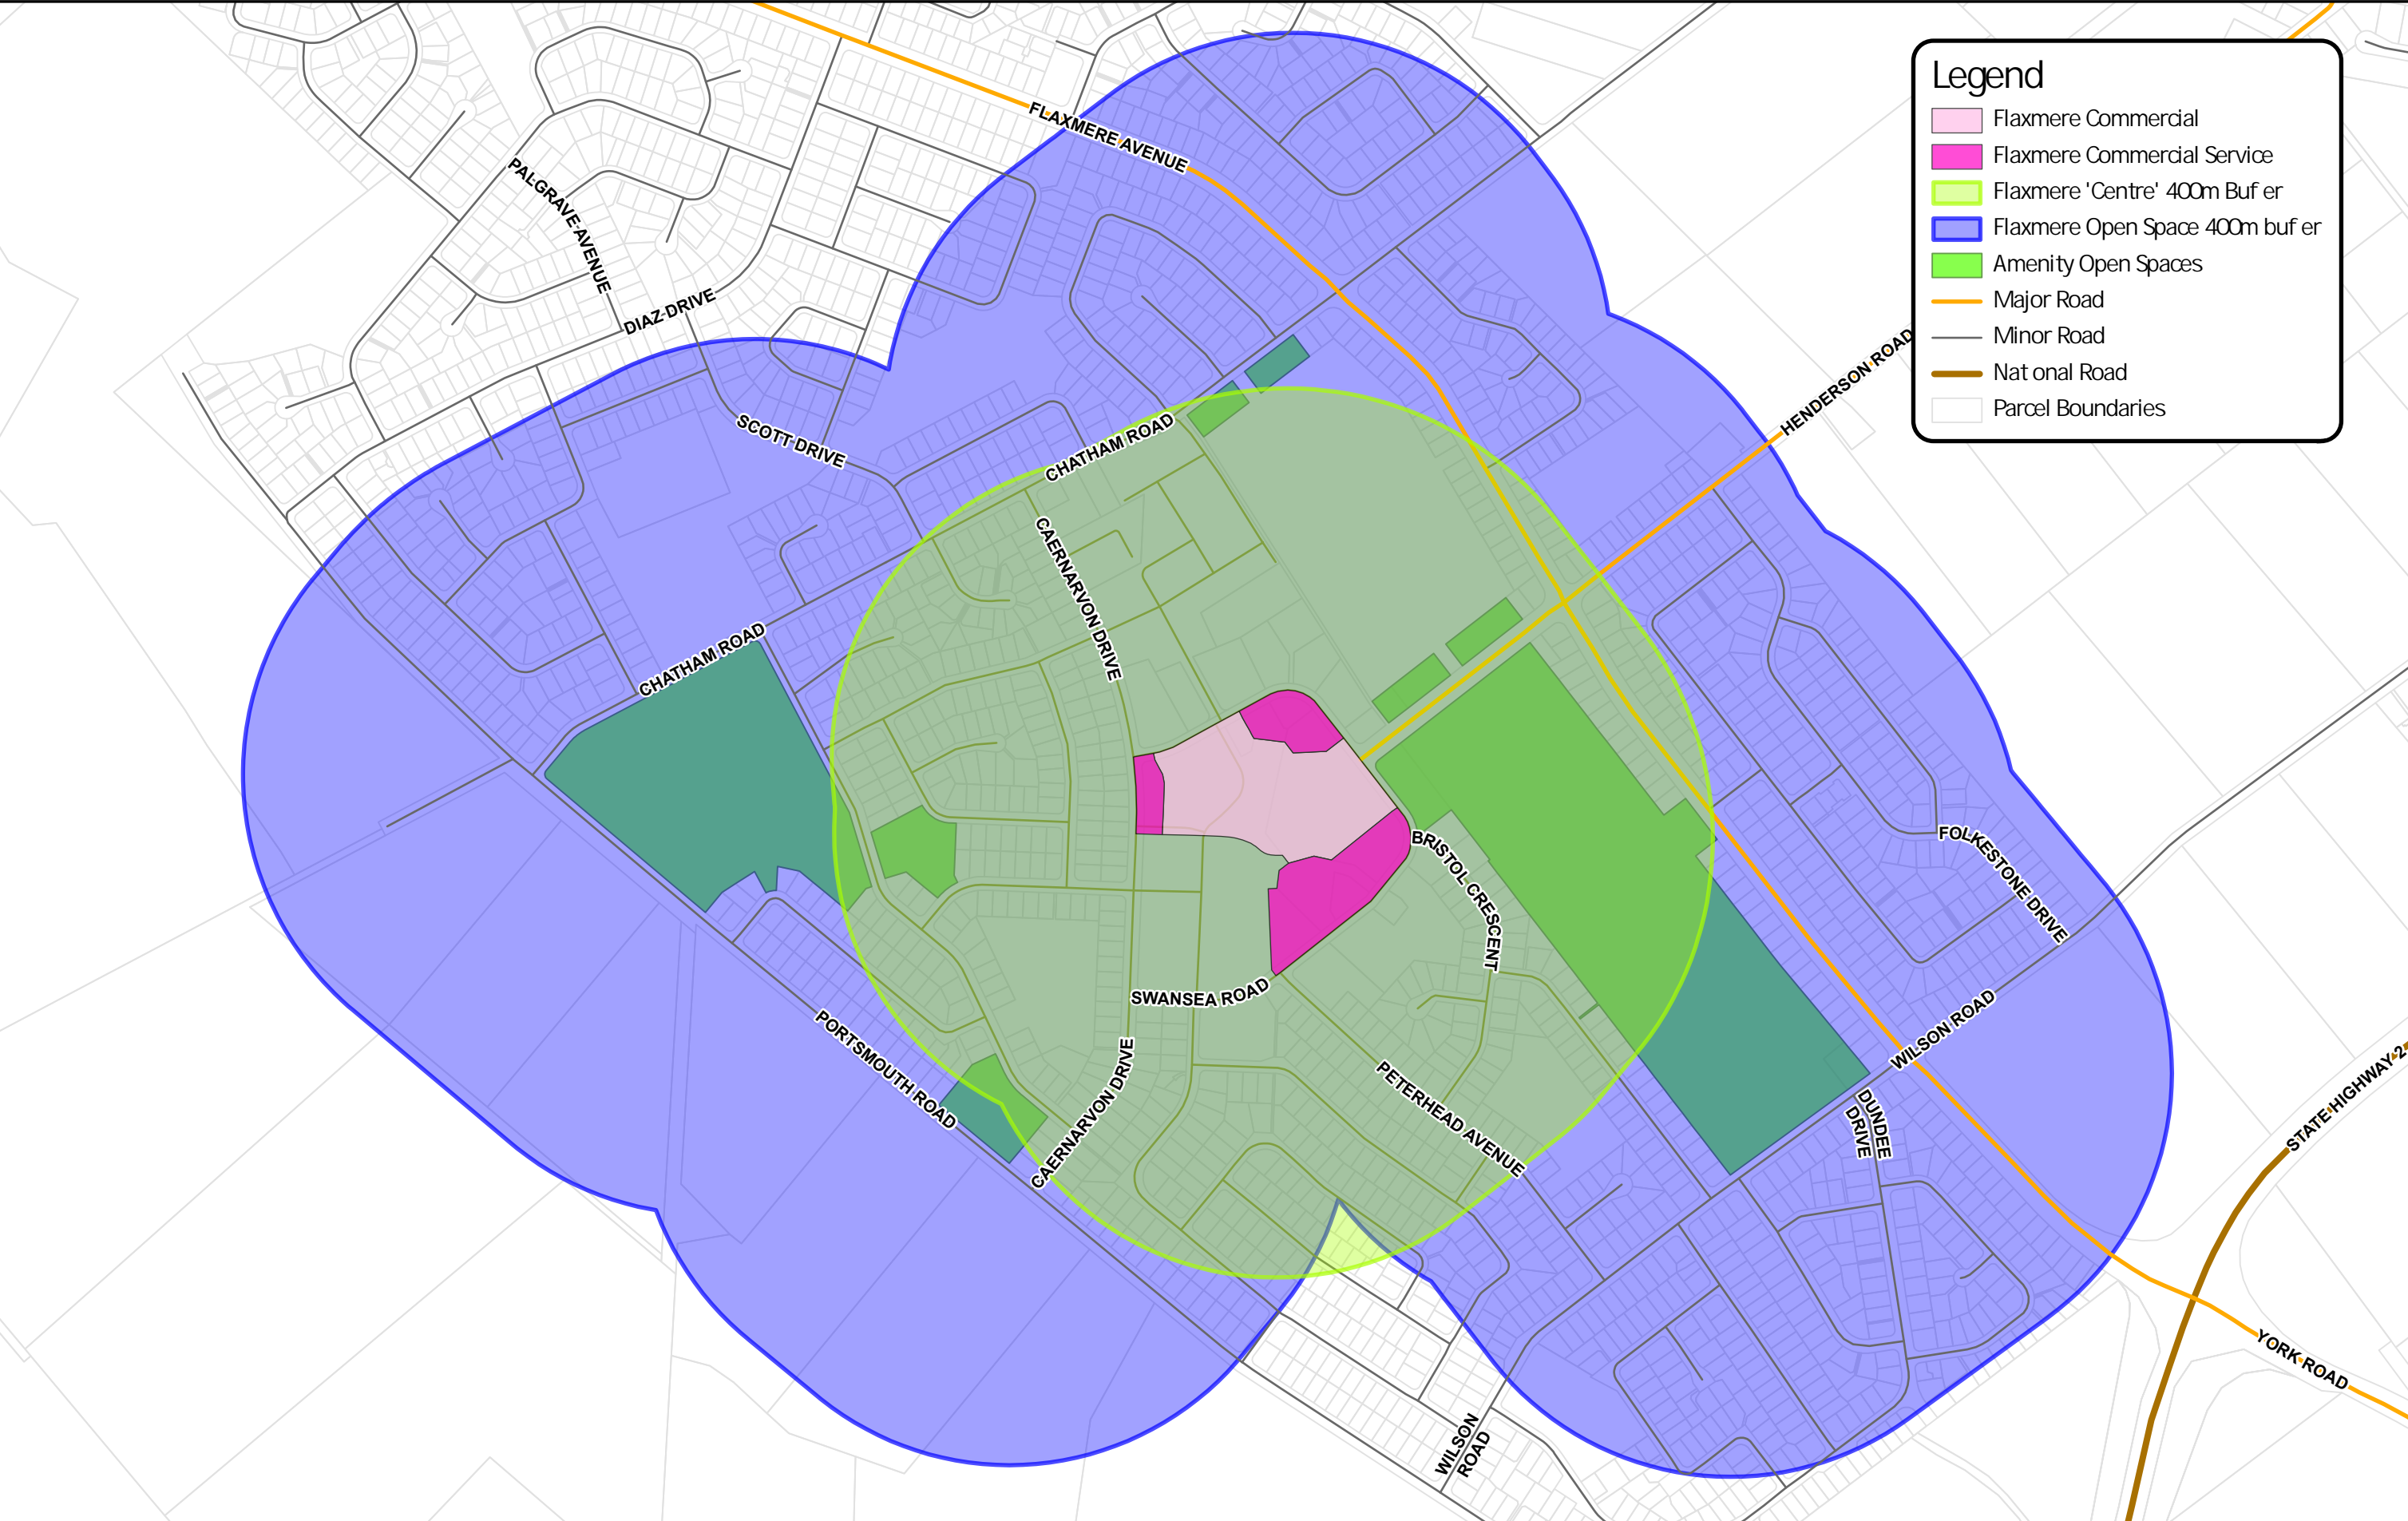 Legend
Flaxmere Commercial
Flaxmere Commercial Service
Flaxmere 'Centre' 400m Buf er
Flaxmere Open Space 400m buf er
Amenity Open Spaces
Major Road
Minor Road
Nat onal Road
Parcel Boundaries
FLAXMERE AVENUE
PALGRAVE AVENUE
DIAZ DRIVE
HENDERSON ROAD
SCOTT DRIVE
CHATHAM ROAD
CAERNARVON DRIVE
CHATHAM ROAD
BRISTOL CRESCENT
FOLKESTONE DRIVE
SWANSEA ROAD
PORTSMOUTH ROAD
CAERNARVON DRIVE
PETERHEAD AVENUE
WILSON ROAD
DUNDEE
DRIVE
STATE HIGHWAY 2
YORK ROAD
WILSON
ROAD